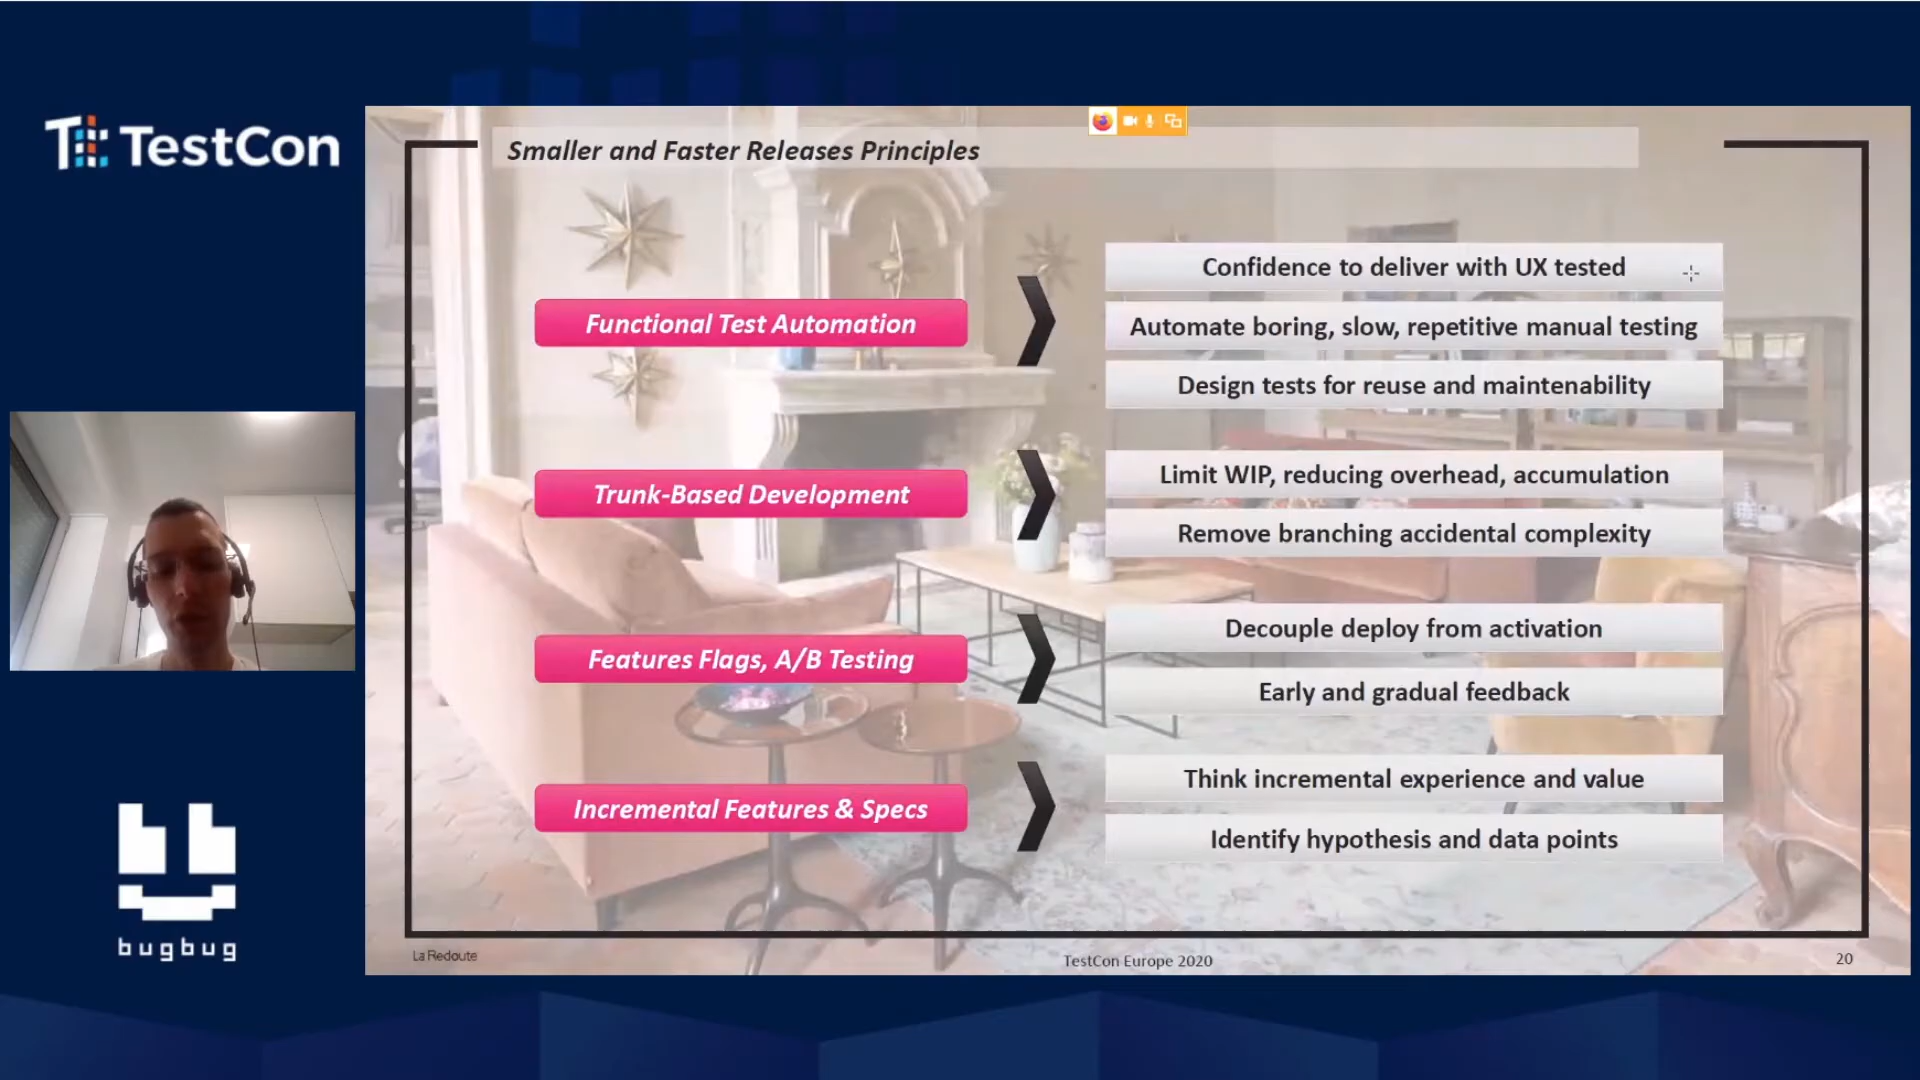 TestCon
Smaller and Faster Releases Principles
Functional Test Automation
Confidence to deliver with UX tested
Automate boring, slow, repetitive manual testing
Design tests for reuse and maintenability
Trunk-Based Development
Limit WIP, reducing overhead, accumulation
Remove branching accidental complexity
Features Flags, A/B Testing
Decouple deploy from activation
Early and gradual feedback
Incremental Features & Specs
Think incremental experience and value
Identify hypothesis and data points
bugbug
La Redoute
TestCon Europe 2020
20